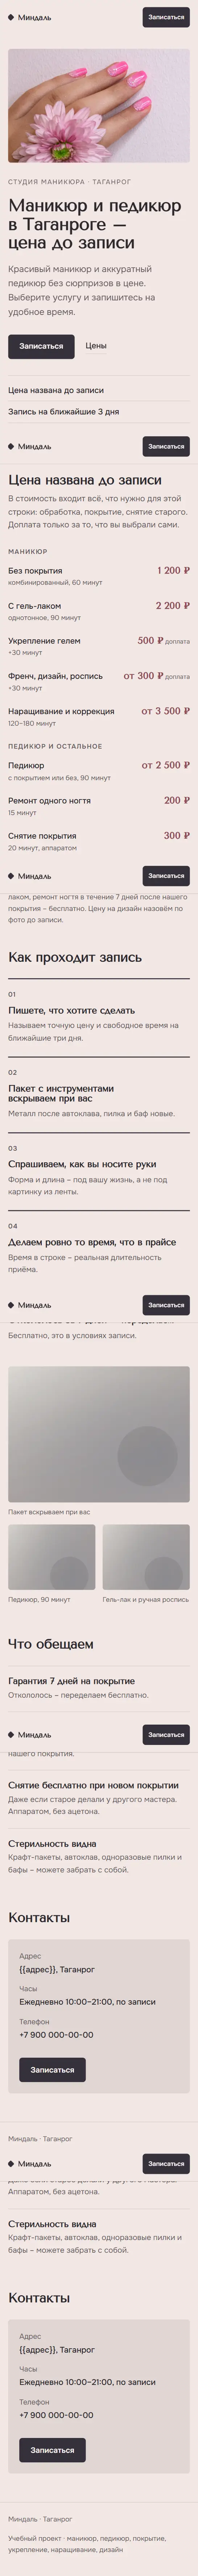 Миндаль
Записаться
СТУДИЯ МАНИКЮРА · ТАГАНРОГ
Маникюр и педикюр
в Таганроге —
цена до записи
Красивый маникюр и аккуратный
педикюр без сюрпризов в цене.
Выберите услугу и запишитесь на
удобное время.
Записаться
Цены
Цена названа до записи
Запись на ближайшие 3 дня
Миндаль
Записаться
Цена названа до записи
В стоимость входит всё, что нужно для этой
строки: обработка, покрытие, снятие старого.
Доплата только за то, что вы выбрали сами.
МАНИКЮР
Без покрытия
1 200 ₽
комбинированный, 60 минут
С гель-лаком
2 200 ₽
однотонное, 90 минут
Укрепление гелем
500 ₽ доплата
+30 минут
Френч, дизайн, роспись
от 300 ₽ доплата
+30 минут
Наращивание и коррекция
от 3 500 ₽
120–180 минут
ПЕДИКЮР И ОСТАЛЬНОЕ
Педикюр
от 2 500 ₽
с покрытием или без, 90 минут
Ремонт одного ногтя
200 ₽
15 минут
Снятие покрытия
300 ₽
20 минут, аппаратом
Миндаль
Записаться
лаком, ремонт ногтя в течение 7 дней после нашего
покрытия – бесплатно. Цену на дизайн назовём по
фото до записи.
Как проходит запись
01
Пишете, что хотите сделать
Называем точную цену и свободное время на
ближайшие три дня.
02
Пакет с инструментами
вскрываем при вас
Металл после автоклава, пилка и баф новые.
03
Спрашиваем, как вы носите руки
Форма и длина – под вашу жизнь, а не под
картинку из ленты.
04
Делаем ровно то время, что в прайсе
Время в строке – реальная длительность
приёма.
Миндаль
Записаться
Бесплатно, это в условиях записи.
Пакет вскрываем при вас
Педикюр, 90 минут
Гель-лак и ручная роспись
Что обещаем
Гарантия 7 дней на покрытие
Откололось – переделаем бесплатно.
Миндаль
Записаться
нашего покрытия.
Снятие бесплатно при новом покрытии
Даже если старое делали у другого мастера.
Аппаратом, без ацетона.
Стерильность видна
Крафт-пакеты, автоклав, одноразовые пилки и
бафы – можете забрать с собой.
Контакты
Адрес
{{адрес}}, Таганрог
Часы
Ежедневно 10:00–21:00, по записи
Телефон
+7 900 000-00-00
Записаться
Миндаль · Таганрог
Миндаль
Записаться
Аппаратом, без ацетона.
Стерильность видна
Крафт-пакеты, автоклав, одноразовые пилки и
бафы – можете забрать с собой.
Контакты
Адрес
{{адрес}}, Таганрог
Часы
Ежедневно 10:00–21:00, по записи
Телефон
+7 900 000-00-00
Записаться
Миндаль · Таганрог
Учебный проект · маникюр, педикюр, покрытие,
укрепление, наращивание, дизайн